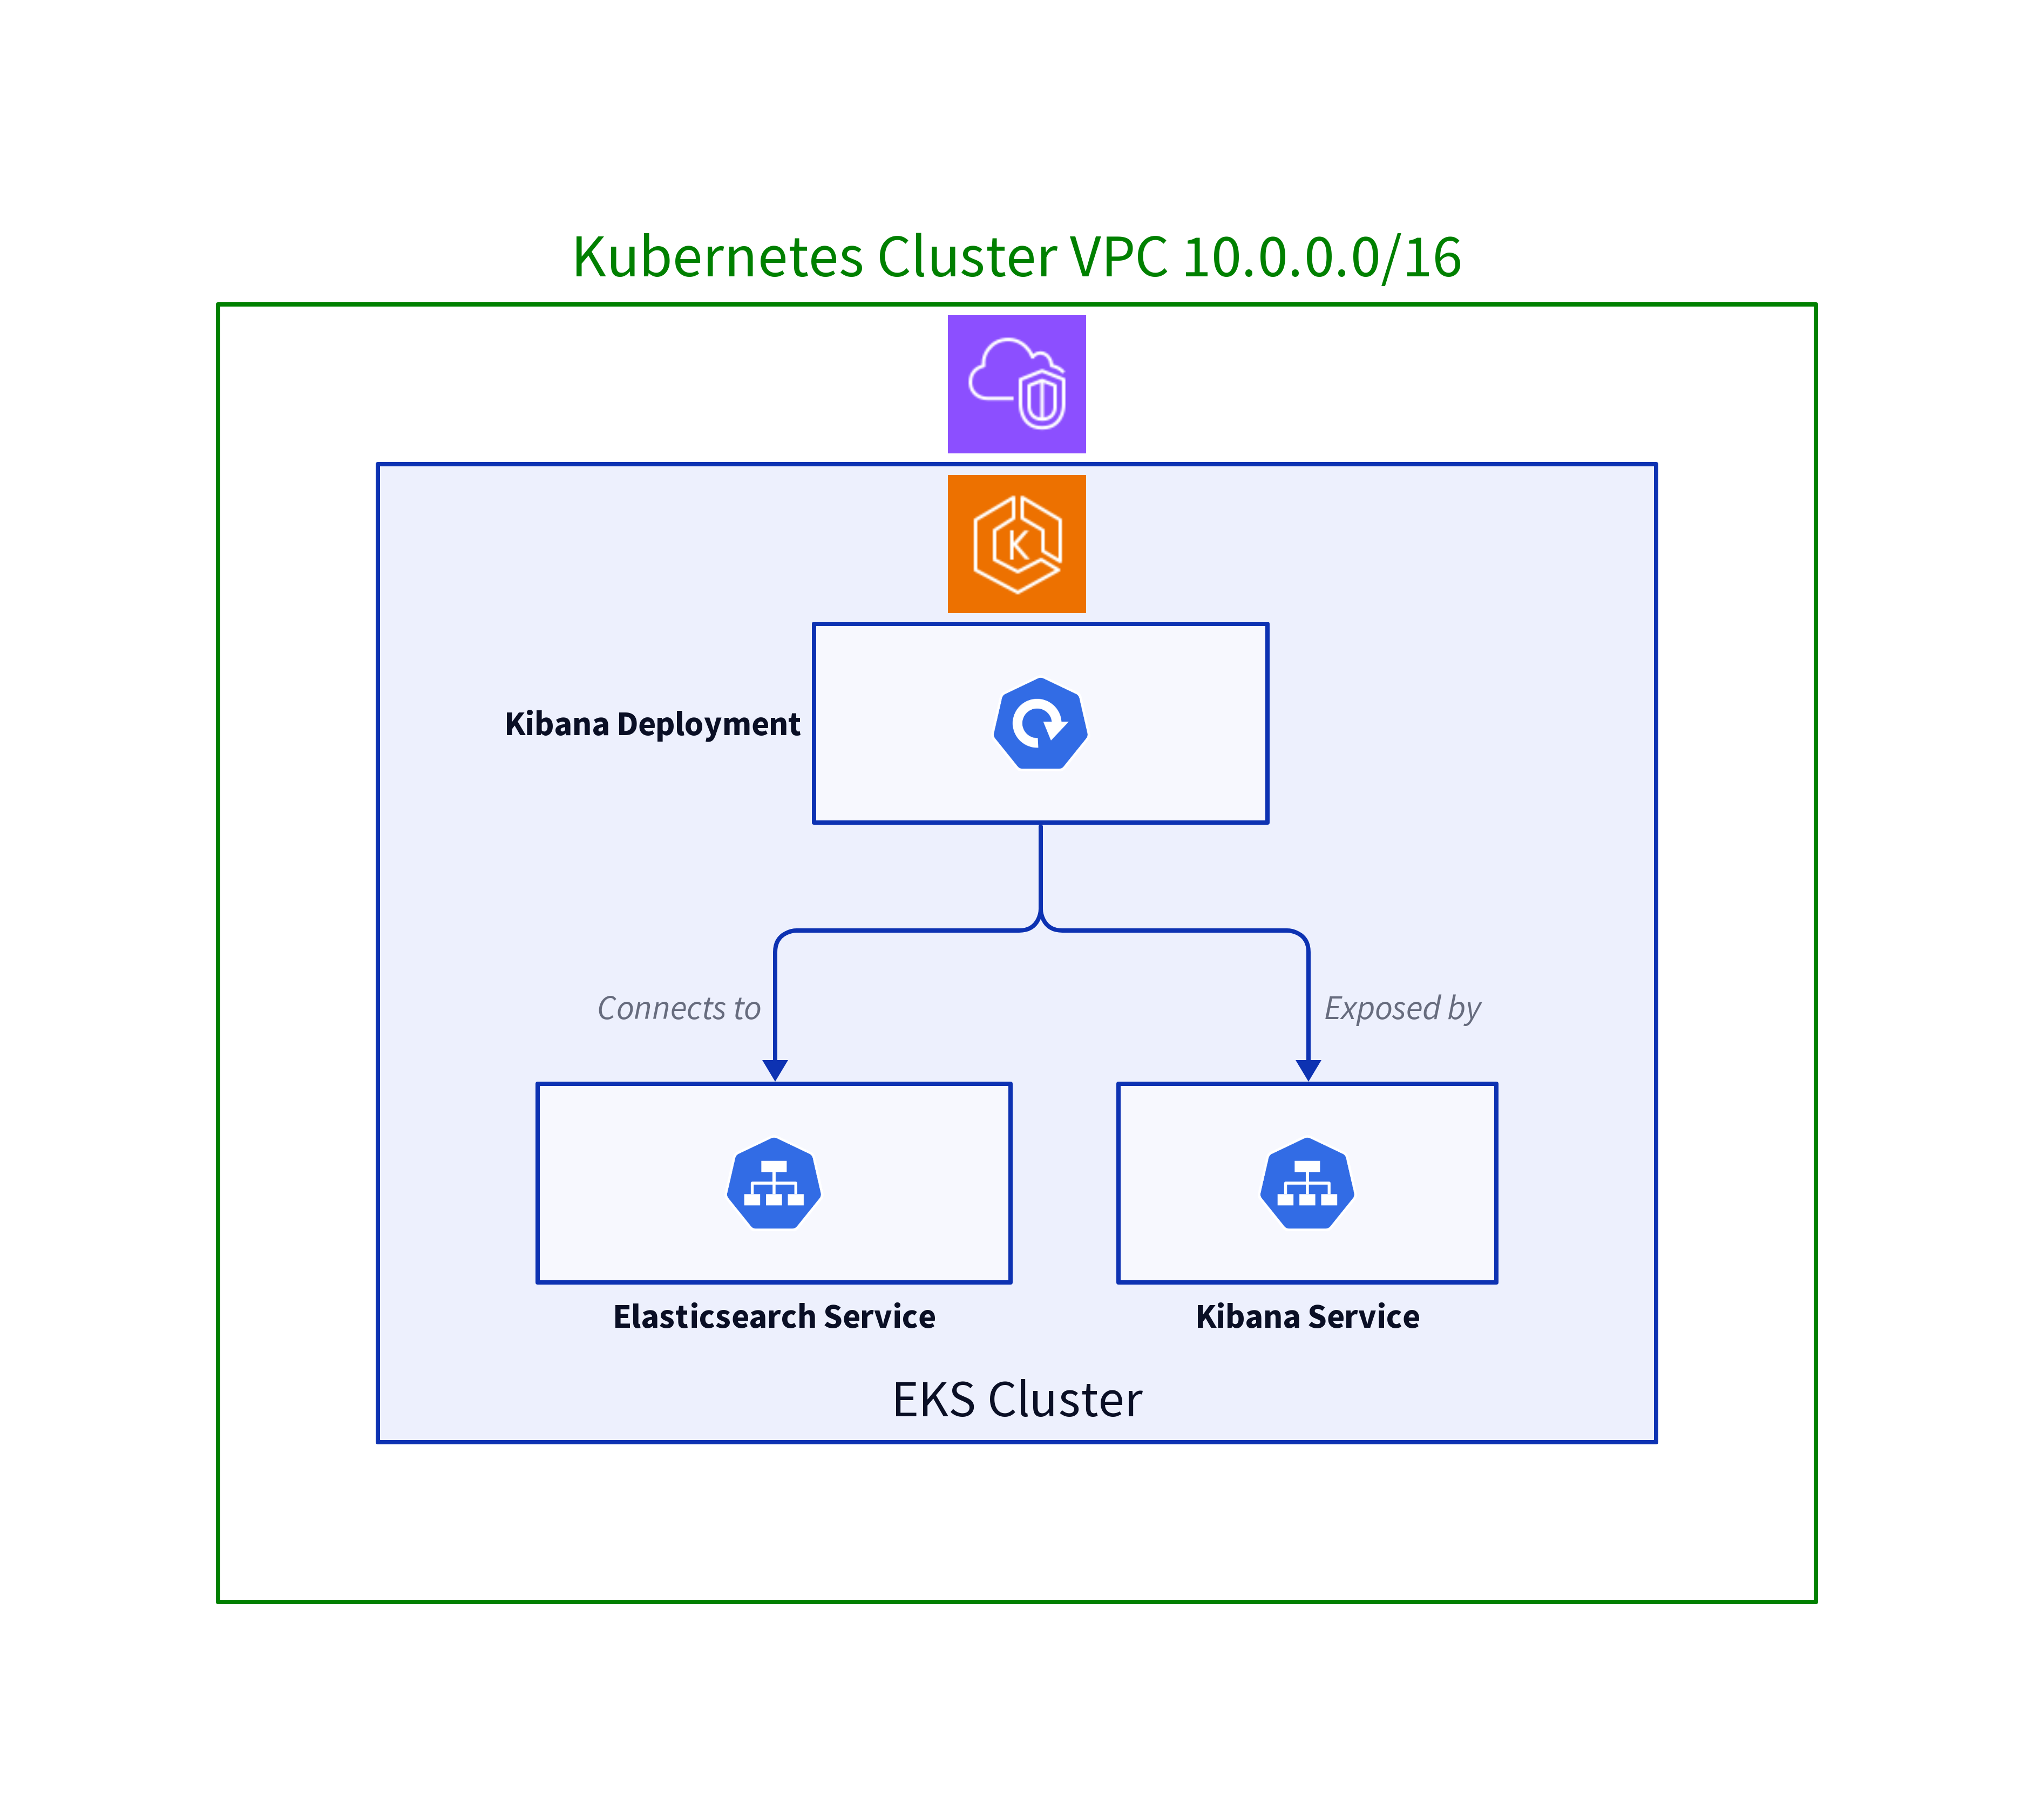 Kubernetes Cluster VPC 10.0.0.0/16
K
Kibana Deployment
Connects to
Exposed by
Elasticsearch Service
Kibana Service
EKS Cluster